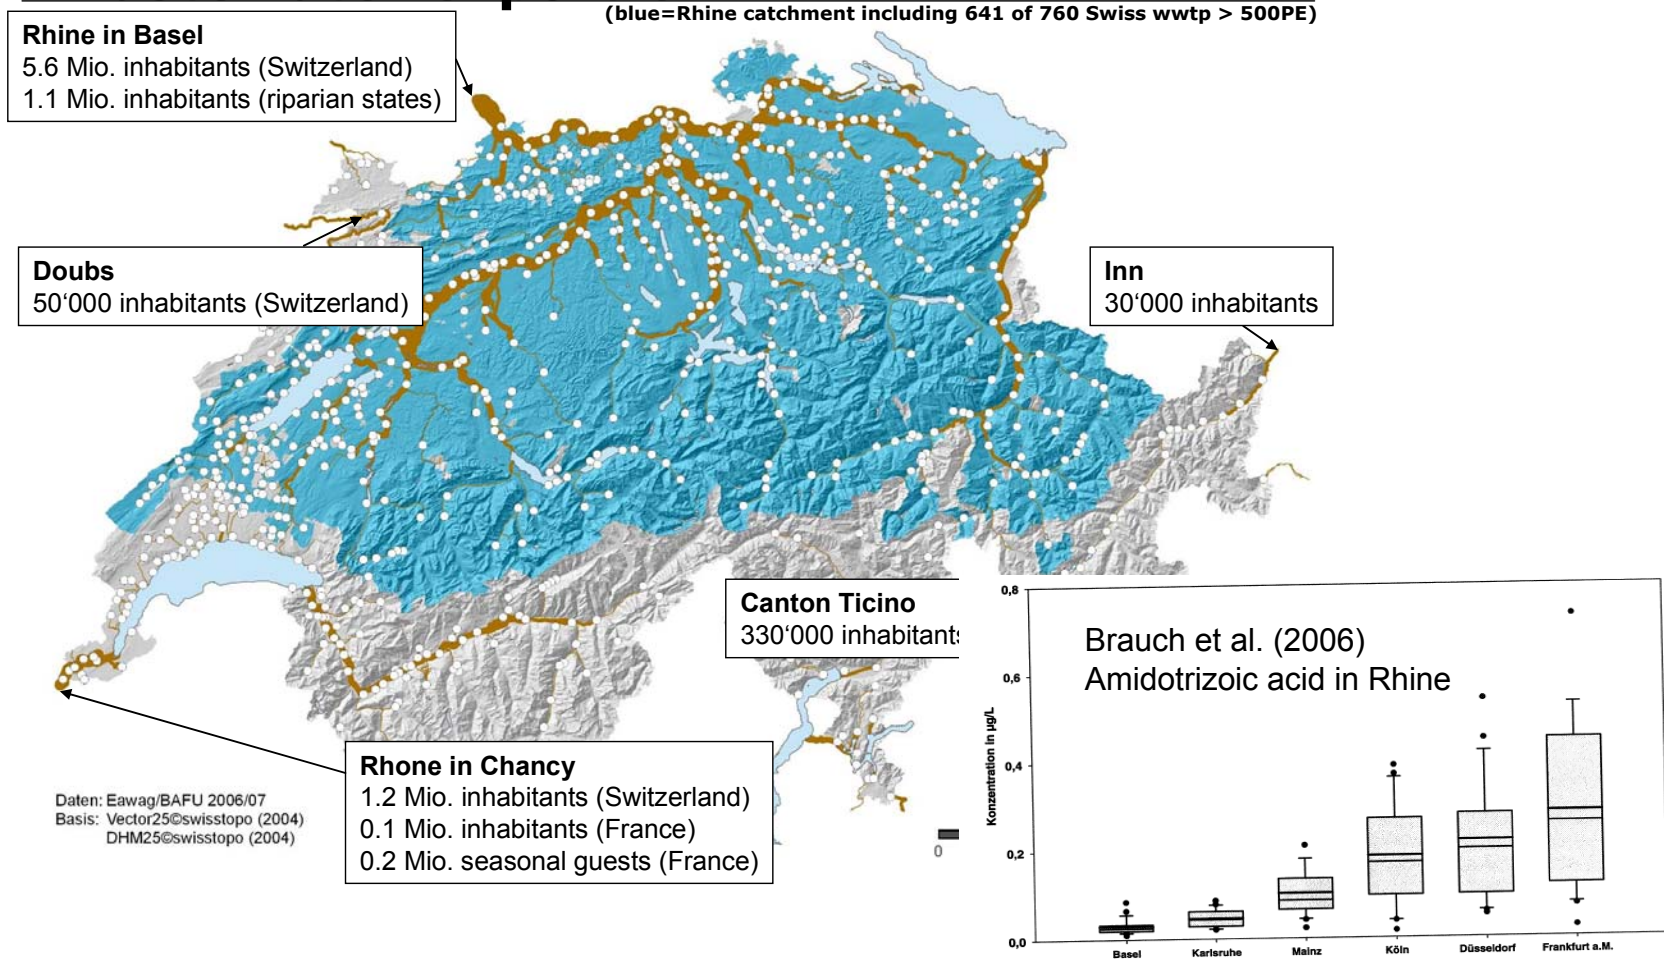 (blue=Rhine catchment including 641 of 760 Swiss wwtp > 500PE)
Rhine in Basel
5.6 Mio. inhabitants (Switzerland)
1.1 Mio. inhabitants (riparian states)
Doubs
50‘000 inhabitants (Switzerland)
Inn
30‘000 inhabitants
Canton Ticino
330‘000 inhabitants
Rhone in Chancy
1.2 Mio. inhabitants (Switzerland)
0.1 Mio. inhabitants (France)
0.2 Mio. seasonal guests (France)
Daten: Eawag/BAFU 2006/07
Basis: Vector25©swisstopo (2004)
DHM25©swisstopo (2004)
0
Brauch et al. (2006)
Amidotrizoic acid in Rhine
Konzentration in µg/L
0,8
0,6
0,4
0,2
0,0
Basel Karlsruhe Mainz Köln Düsseldorf Frankfurt a.M.